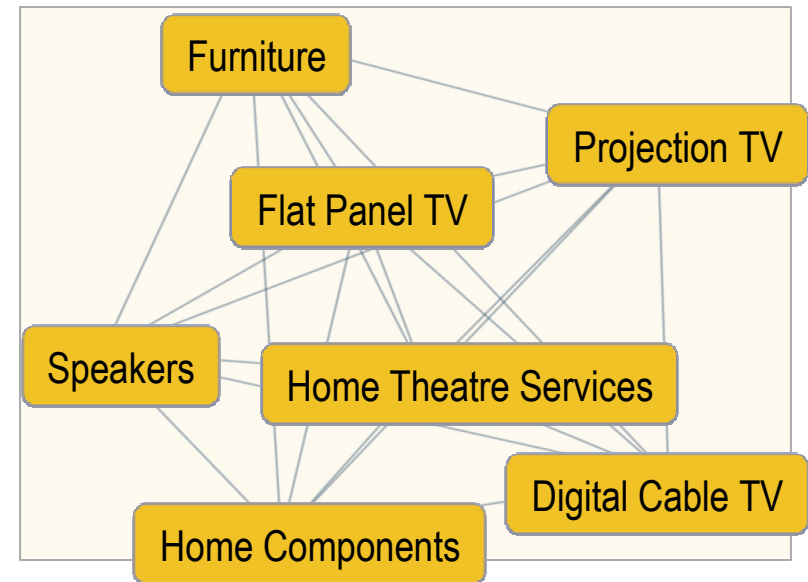 Furniture
Projection TV
Flat Panel TV
Speakers
Home Theatre Services
Digital Cable TV
Home Components